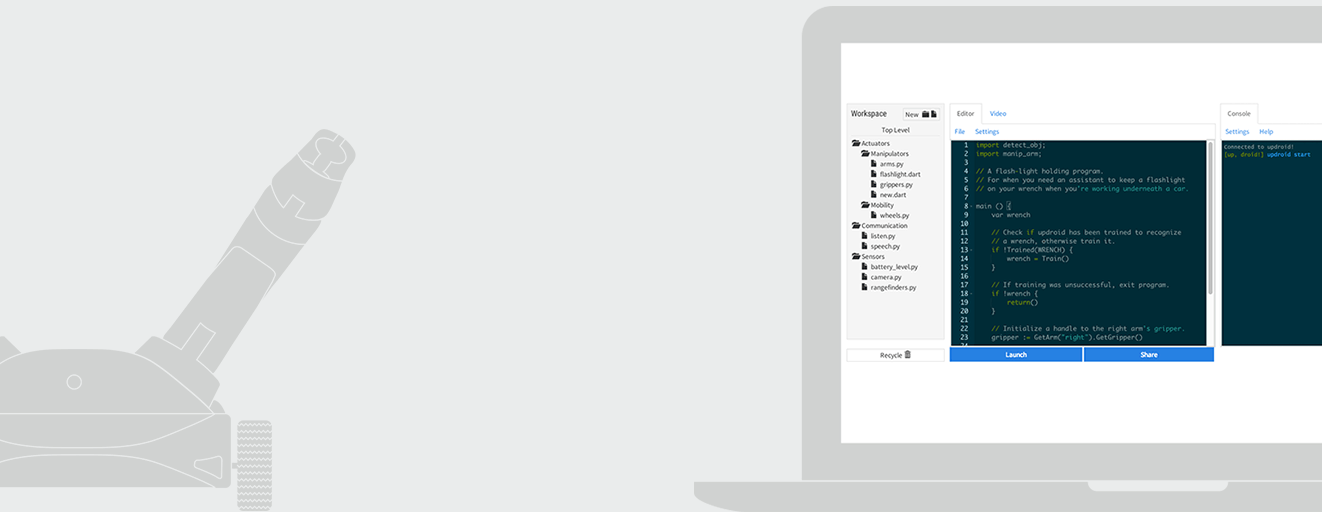 Workspace
New
Top Level
Actuators
Manipulators
arms.py
flashlight.dart
grippers.py
new.dart
Mobility
wheels.py
Communication
listen.py
speech.py
Sensors
battery_level.py
camera.py
rangefinders.py
Recycle
Editor Video
File Settings
1 import detect_obj;
2 import manip_arm;
3
4 // A flash-light holding program.
5 // For when you need an assistant to keep a flashlight
6 // on your wrench when you're working underneath a car.
7
8 main () {
9 var wrench
10
11 // Check if updroid has been trained to recognize
12 // a wrench, otherwise train it.
13 if !Trained(WRENCH) {
14 wrench = Train()
15 }
16
17 // If training was unsuccessful, exit program.
18 if !wrench {
19 return()
20 }
21
22 // Initialize a handle to the right arm's gripper.
23 gripper := GetArm("right").GetGripper()
Launch Share
Console
Settings Help
Connected to updroid!
[up, droid!] updroid start